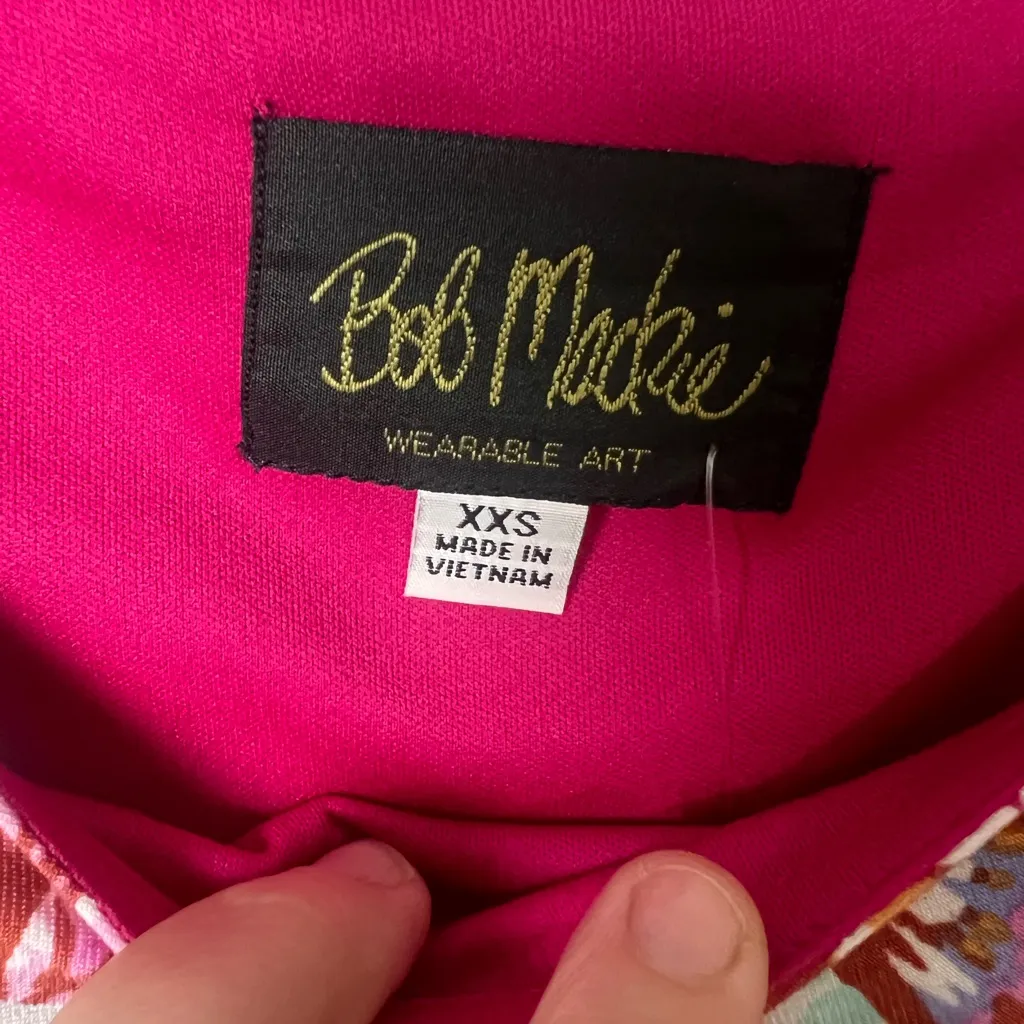 Bob Mackie
WEARABLE ART
XXS
MADE IN
VIETNAM